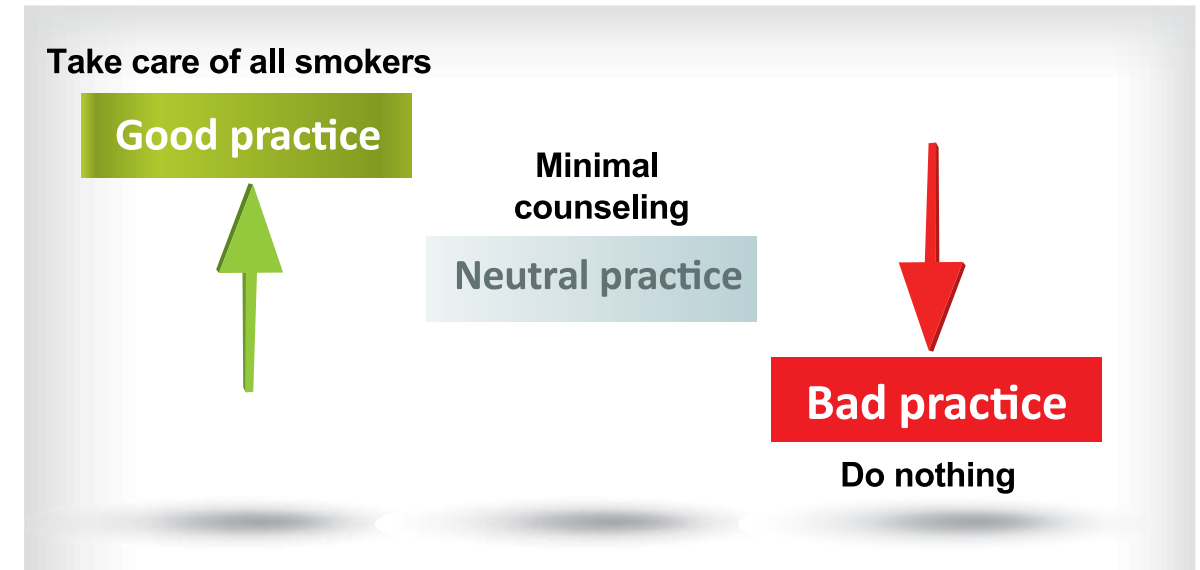 Take care of all smokers
Good practice
Minimal
counseling
Neutral practice
Bad practice
Do nothing